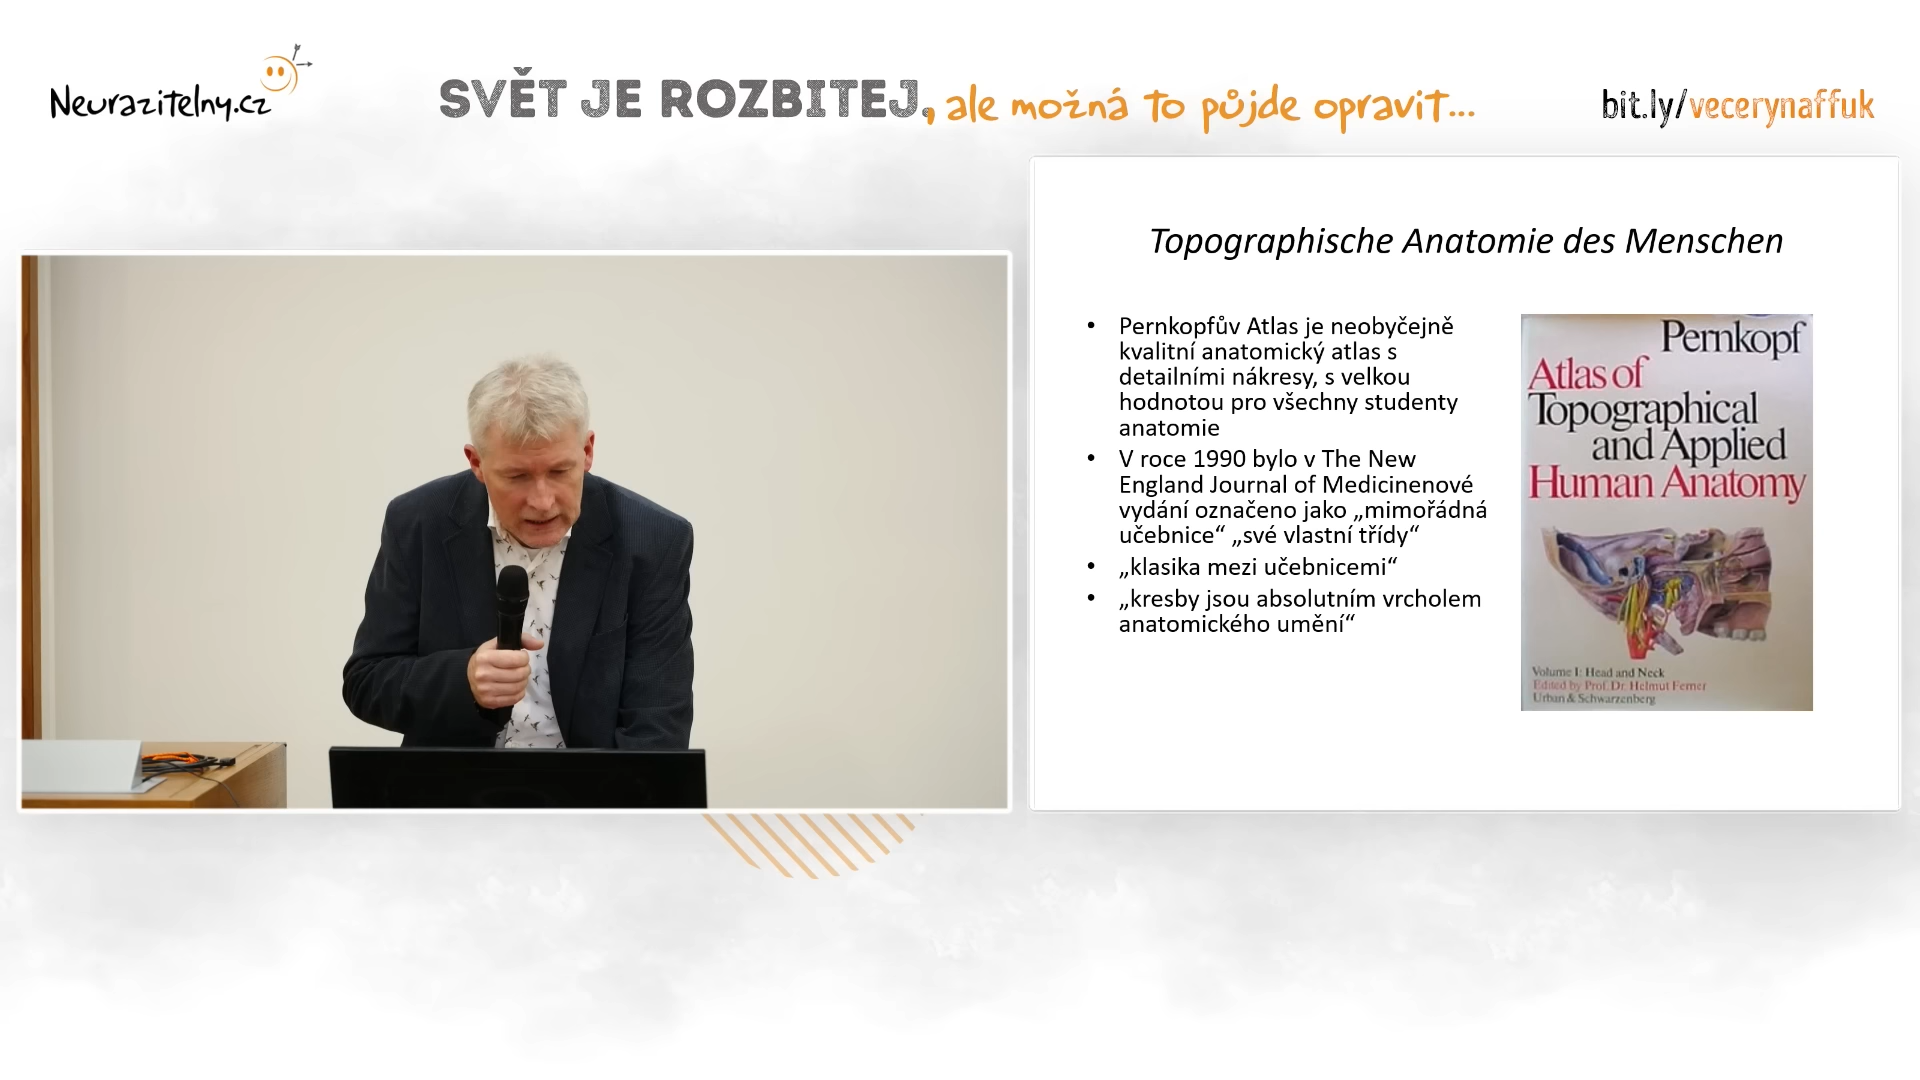 Neurazitelny.cz
SVĚT JE ROZBITEJ, ale možná to půjde opravit...
bit.ly/vecerynaffuk
Topographische Anatomie des Menschen
• Pernkopfův Atlas je neobyčejně
kvalitní anatomický atlas s
detailními nákresy, s velkou
hodnotou pro všechny studenty
anatomie
• V roce 1990 bylo v The New
England Journal of Medicinenové
vydání označeno jako „mimořádná
učebnice“ „své vlastní třídy“
• „klasika mezi učebnicemi“
• „kresby jsou absolutním vrcholem
anatomického umění“
Pernkopf
Atlas of
Topographical
and Applied
Human Anatomy
Volume I: Head and Neck
Edited by Prof. Dr. Helmut Ferner
Urban & Schwarzenberg